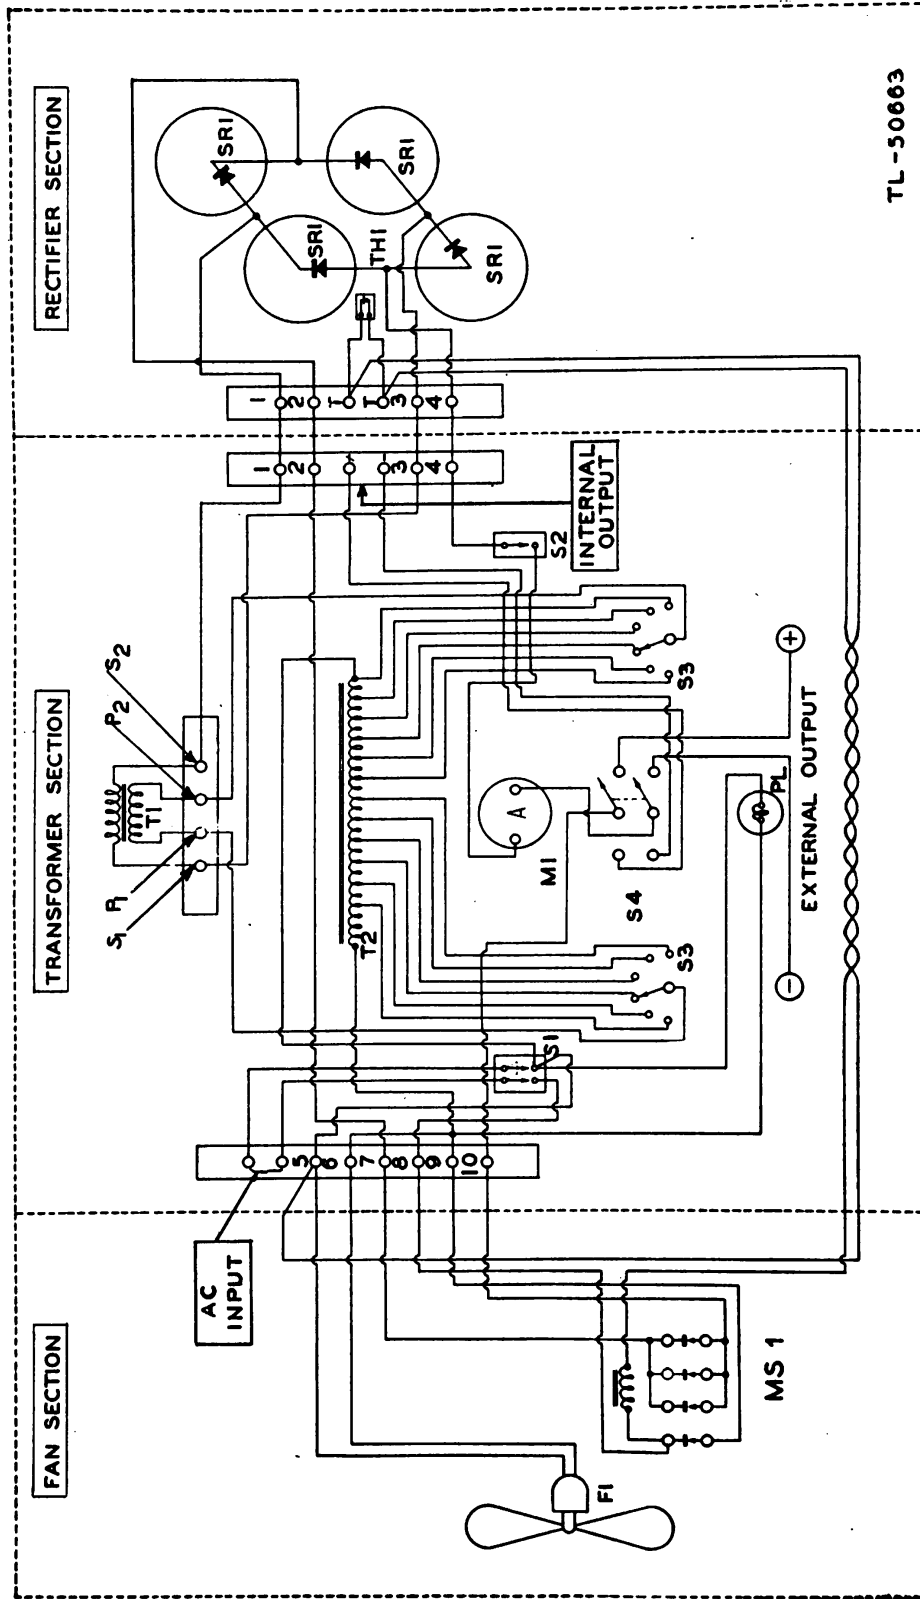 FAN SECTION
TRANSFORMER SECTION
RECTIFIER SECTION
AC
INPUT
F1
MS 1
5
6
7
8
9
10
S1
S1
P1
P2
S2
T1
T2
S3
S3
M1
A
S4
PL
S2
INTERNAL
OUTPUT
EXTERNAL OUTPUT
-
+
1
2
3
4
1
2
T
T
3
4
TH1
SR1
SR1
SR1
SR1
TL-50663